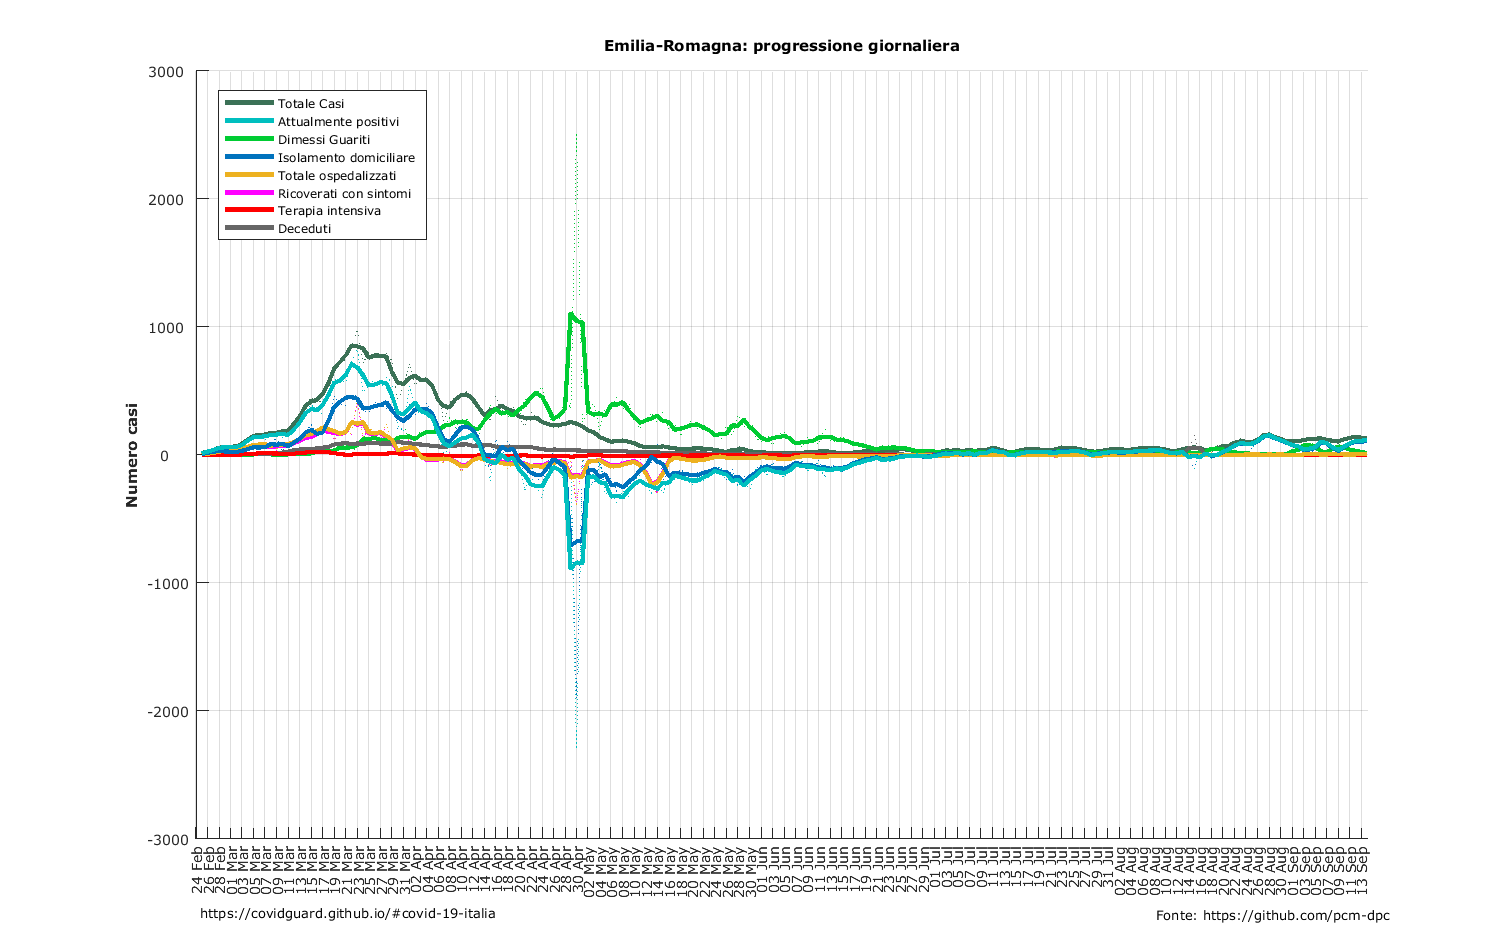 Emilia-Romagna: progressione giornaliera
3000
2000
1000
0
-1000
-2000
-3000
Numero casi
Totale Casi
Attualmente positivi
Dimessi Guariti
Isolamento domiciliare
Totale ospedalizzati
Ricoverati con sintomi
Terapia intensiva
Deceduti
24 Feb
26 Feb
28 Feb
01 Mar
03 Mar
05 Mar
07 Mar
09 Mar
11 Mar
13 Mar
15 Mar
17 Mar
19 Mar
21 Mar
23 Mar
25 Mar
27 Mar
29 Mar
31 Mar
02 Apr
04 Apr
06 Apr
08 Apr
10 Apr
12 Apr
14 Apr
16 Apr
18 Apr
20 Apr
22 Apr
24 Apr
26 Apr
28 Apr
30 Apr
02 May
04 May
06 May
08 May
10 May
12 May
14 May
16 May
18 May
20 May
22 May
24 May
26 May
28 May
30 May
01 Jun
03 Jun
05 Jun
07 Jun
09 Jun
11 Jun
13 Jun
15 Jun
17 Jun
19 Jun
21 Jun
23 Jun
25 Jun
27 Jun
29 Jun
01 Jul
03 Jul
05 Jul
07 Jul
09 Jul
11 Jul
13 Jul
15 Jul
17 Jul
19 Jul
21 Jul
23 Jul
25 Jul
27 Jul
29 Jul
31 Jul
02 Aug
04 Aug
06 Aug
08 Aug
10 Aug
12 Aug
14 Aug
16 Aug
18 Aug
20 Aug
22 Aug
24 Aug
26 Aug
28 Aug
30 Aug
01 Sep
03 Sep
05 Sep
07 Sep
09 Sep
11 Sep
13 Sep
https://covidguard.github.io/#covid-19-italia
Fonte: https://github.com/pcm-dpc